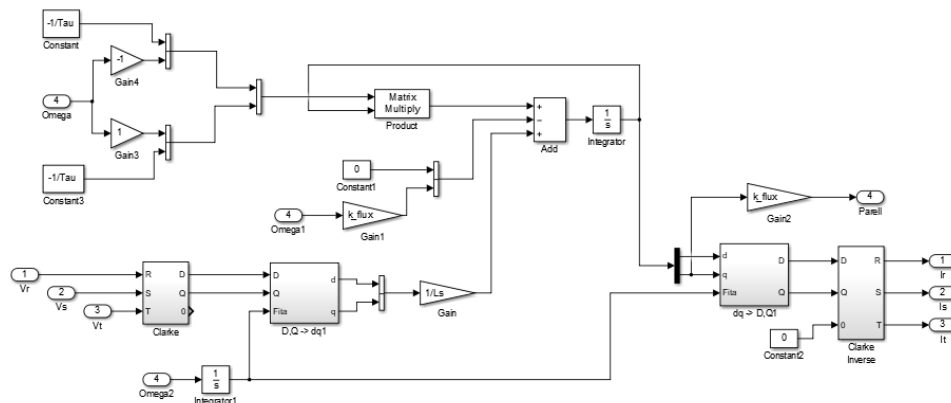 -1/Tau
Constant
-1
Gain4
4
Omega
1
Gain3
-1/Tau
Constant3
Matrix
Multiply
Product
+
−
+
Add
1
s
Integrator
0
Constant1
4
Omega1
k_flux
Gain1
k_flux
Gain2
4
Parell
1
Vr
2
Vs
3
Vt
R
S
T
D
Q
0
Clarke
D
Q
Fita
d
q
D,Q -> dq1
1/Ls
Gain
4
Omega2
1
s
Integrator1
d
q
Fita
D
Q
dq -> D,Q1
0
Constant2
D
Q
0
R
S
T
Clarke
Inverse
1
Ir
2
Is
3
It